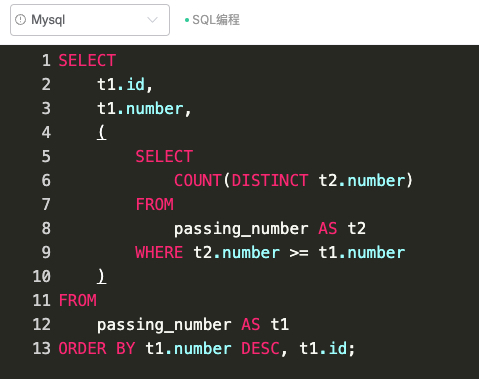 Mysql
SQL编程
1 SELECT
2     t1.id,
3     t1.number,
4     (
5         SELECT
6             COUNT(DISTINCT t2.number)
7         FROM
8             passing_number AS t2
9         WHERE t2.number >= t1.number
10     )
11 FROM
12     passing_number AS t1
13 ORDER BY t1.number DESC, t1.id;